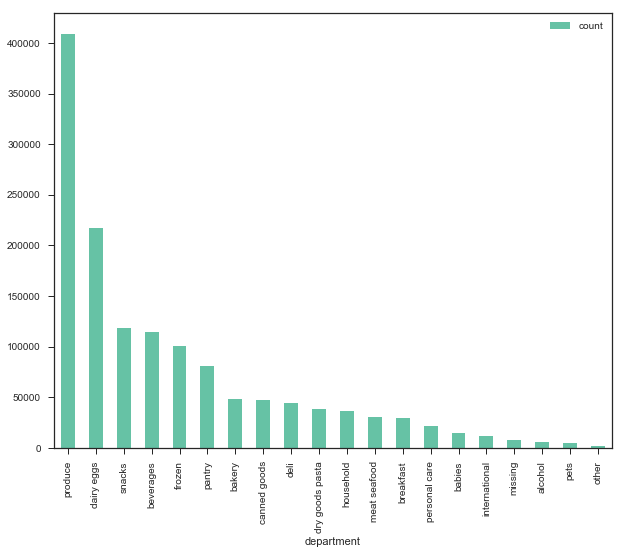 count
400000
350000
300000
250000
200000
150000
100000
50000
0
produce
dairy eggs
snacks
beverages
frozen
pantry
bakery
canned goods
deli
dry goods pasta
household
meat seafood
breakfast
personal care
babies
international
missing
alcohol
pets
other
department